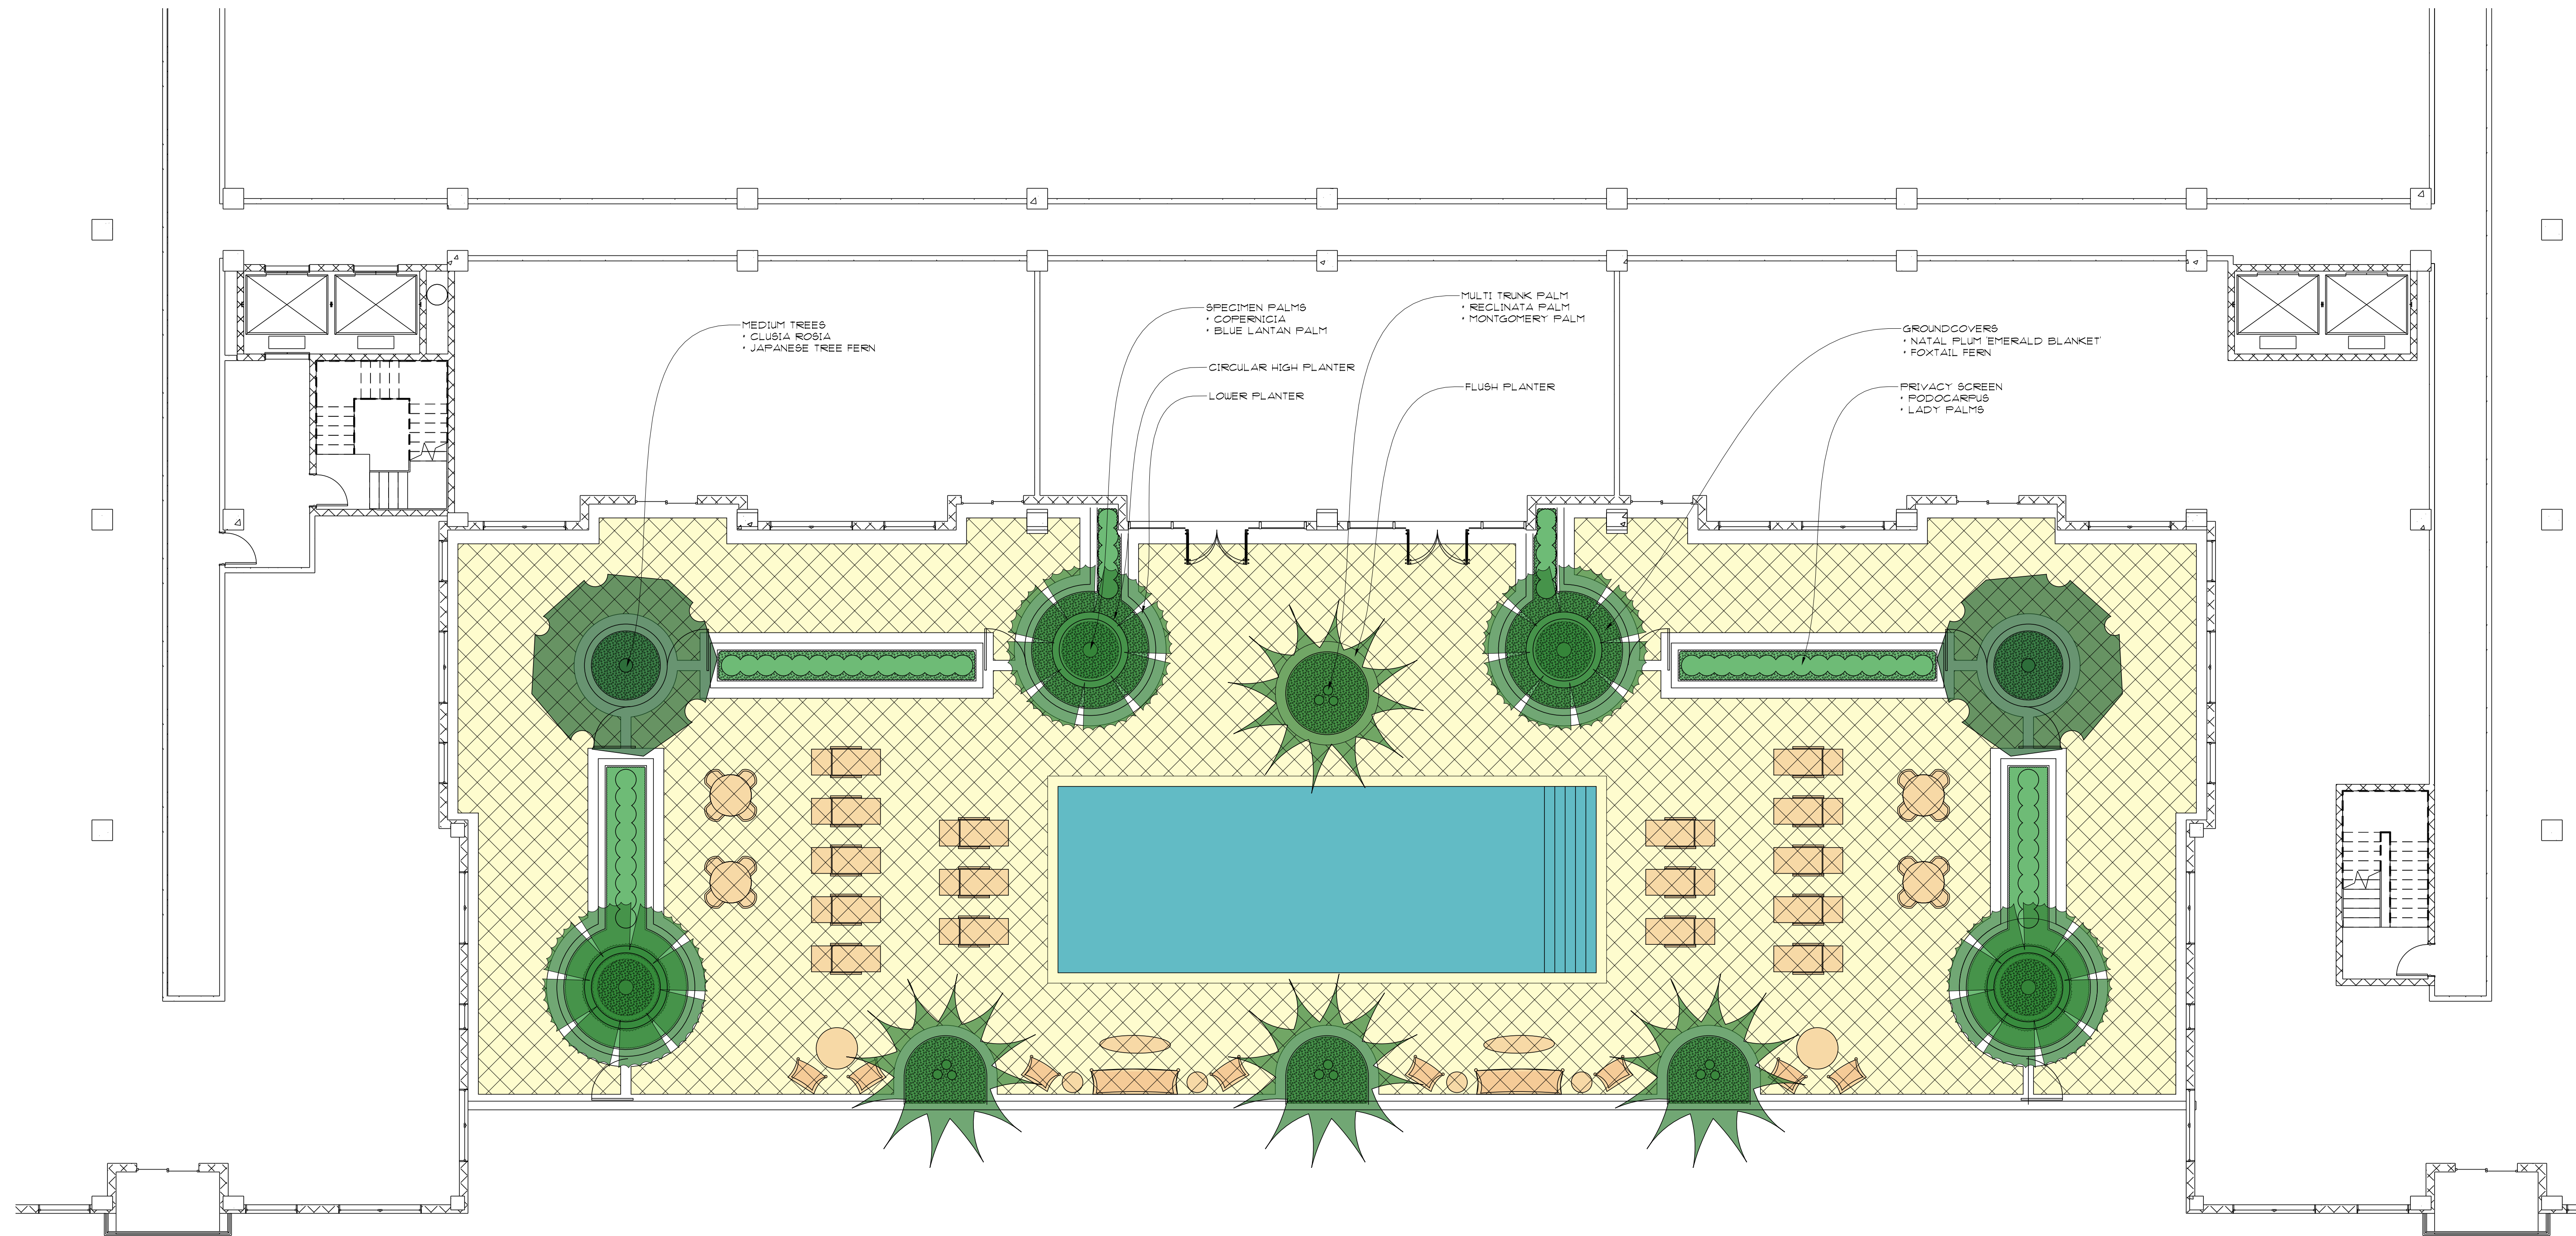 MEDIUM TREES
• CLUSIA ROSIA
• JAPANESE TREE FERN
SPECIMEN PALMS
• COPERNICIA
• BLUE LANTAN PALM
CIRCULAR HIGH PLANTER
LOWER PLANTER
MULTI TRUNK PALM
• RECLINATA PALM
• MONTGOMERY PALM
FLUSH PLANTER
GROUNDCOVERS
• NATAL PLUM 'EMERALD BLANKET'
• FOXTAIL FERN
PRIVACY SCREEN
• PODOCARPUS
• LADY PALMS